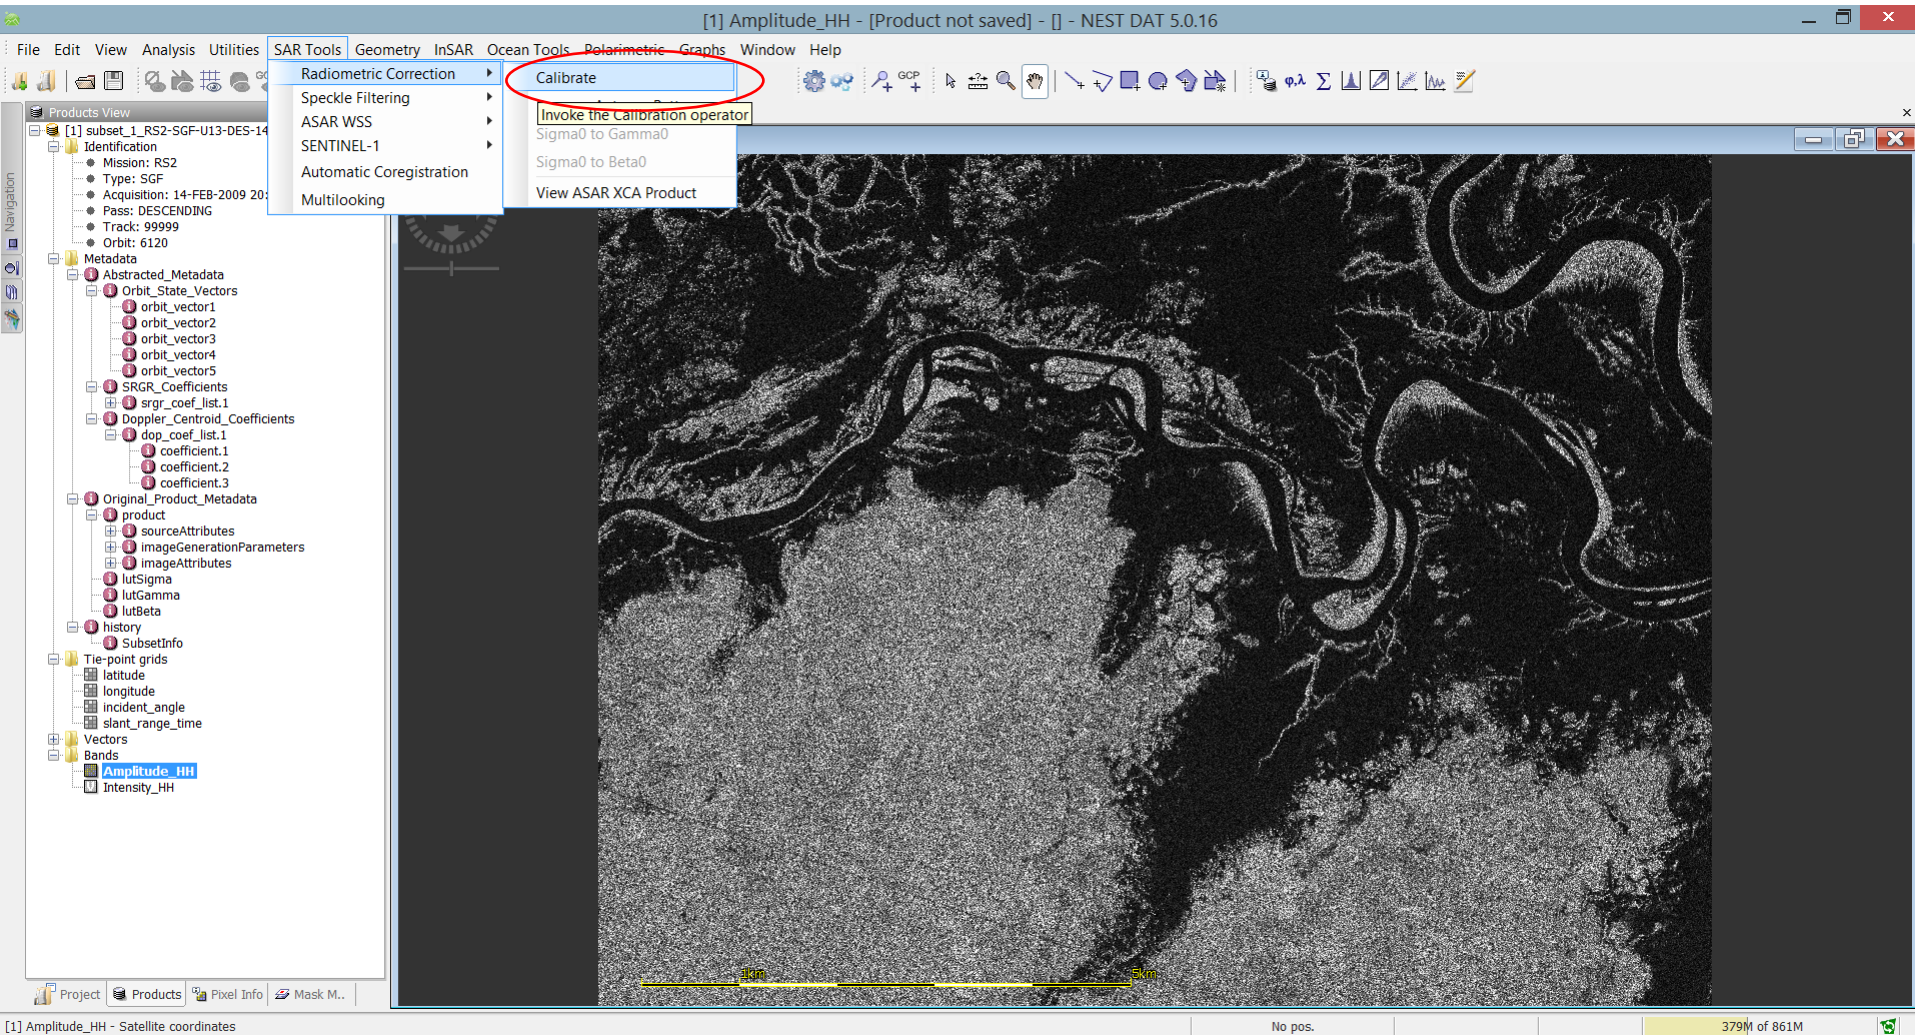 [1] Amplitude_HH - [Product not saved] - [] - NEST DAT 5.0.16
File Edit View Analysis Utilities SAR Tools Geometry InSAR Ocean Tools Polarimetric Graphs Window Help
GCP
φ,λ Σ
Radiometric Correction
Speckle Filtering
ASAR WSS
SENTINEL-1
Automatic Coregistration
Multilooking
Calibrate
Invoke the Calibration operator
Sigma0 to Gamma0
Sigma0 to Beta0
View ASAR XCA Product
Navigation
Products View
[1] subset_1_RS2-SGF-U13-DES-14
Identification
Mission: RS2
Type: SGF
Acquisition: 14-FEB-2009 20:
Pass: DESCENDING
Track: 99999
Orbit: 6120
Metadata
Abstracted_Metadata
Orbit_State_Vectors
orbit_vector1
orbit_vector2
orbit_vector3
orbit_vector4
orbit_vector5
SRGR_Coefficients
srgr_coef_list.1
Doppler_Centroid_Coefficients
dop_coef_list.1
coefficient.1
coefficient.2
coefficient.3
Original_Product_Metadata
product
sourceAttributes
imageGenerationParameters
imageAttributes
lutSigma
lutGamma
lutBeta
history
SubsetInfo
Tie-point grids
latitude
longitude
incident_angle
slant_range_time
Vectors
Bands
Amplitude_HH
Intensity_HH
1km 5km
Project Products Pixel Info Mask M..
[1] Amplitude_HH - Satellite coordinates No pos. 379M of 861M